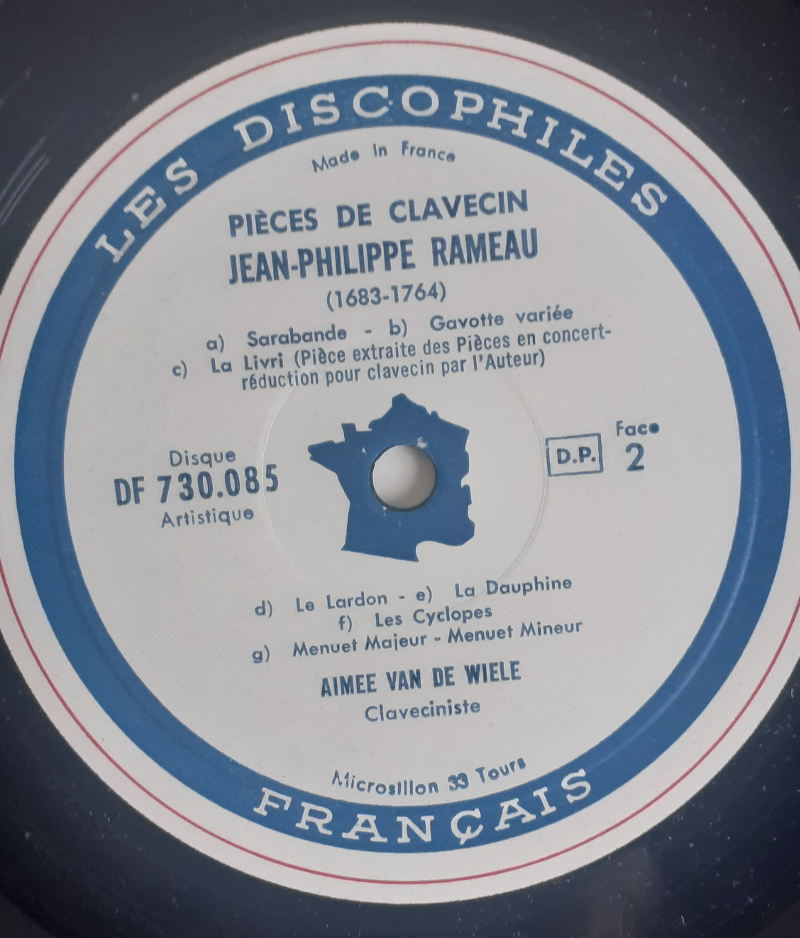 LES DISCOPHILES
Made in France
PIÈCES DE CLAVECIN
JEAN-PHILIPPE RAMEAU
(1683-1764)
a) Sarabande - b) Gavotte variée
c) La Livri (Pièce extraite des Pièces en concert-
réduction pour clavecin par l'Auteur)
Disque
DF 730.085
Artistique
D.P.
Face
2
d) Le Lardon - e) La Dauphine
f) Les Cyclopes
g) Menuet Majeur - Menuet Mineur
AIMEE VAN DE WIELE
Claveciniste
Microsillon 33 Tours
FRANÇAIS